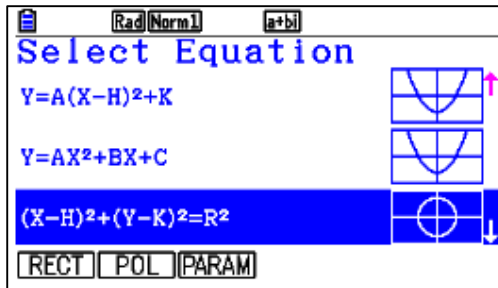 Rad Norm1 a+bi
Select Equation
Y=A(X-H)²+K
Y=AX²+BX+C
(X-H)²+(Y-K)²=R²
RECT POL PARAM